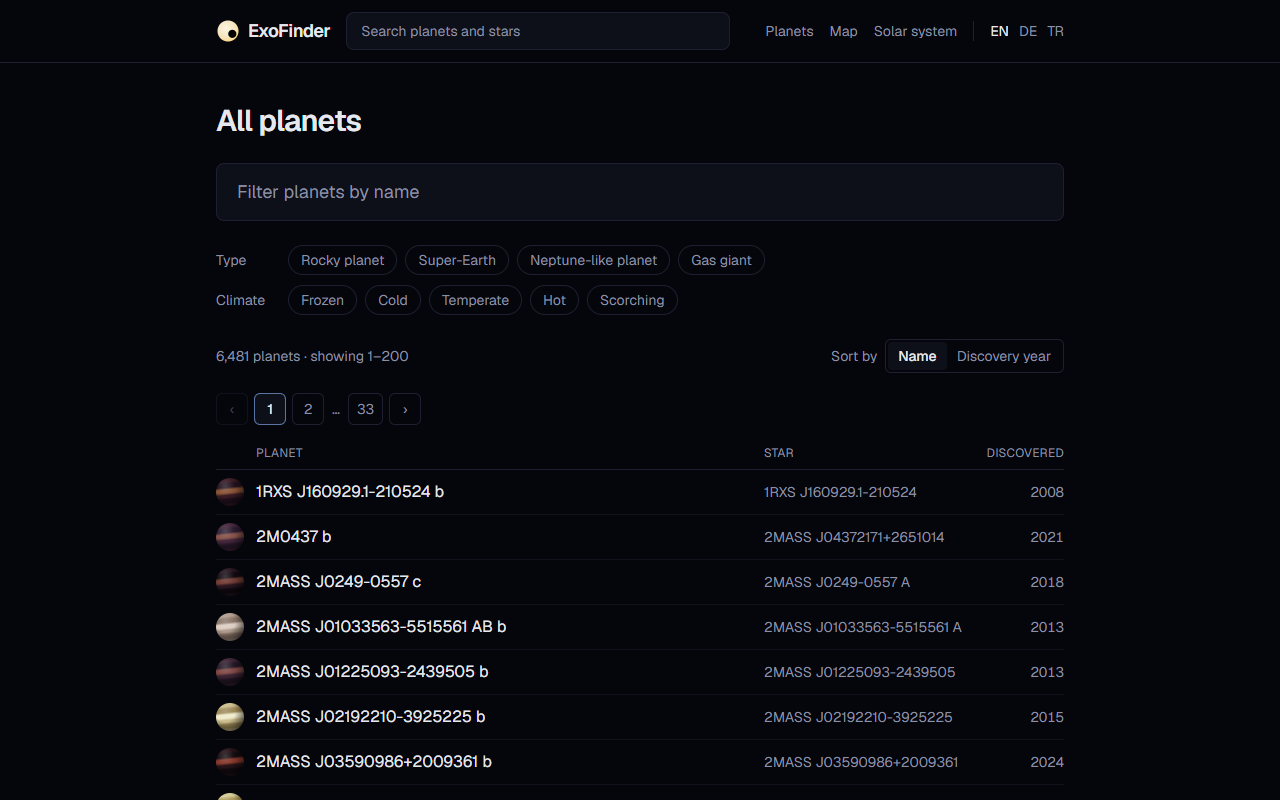 ExoFinder Search planets and stars Planets Map Solar system EN DE TR
All planets
Filter planets by name
Type Rocky planet Super-Earth Neptune-like planet Gas giant
Climate Frozen Cold Temperate Hot Scorching
6,481 planets · showing 1–200 Sort by Name Discovery year
‹ 1 2 … 33 ›
PLANET STAR DISCOVERED
1RXS J160929.1-210524 b 1RXS J160929.1-210524 2008
2M0437 b 2MASS J04372171+2651014 2021
2MASS J0249-0557 c 2MASS J0249-0557 A 2018
2MASS J01033563-5515561 AB b 2MASS J01033563-5515561 A 2013
2MASS J01225093-2439505 b 2MASS J01225093-2439505 2013
2MASS J02192210-3925225 b 2MASS J02192210-3925225 2015
2MASS J03590986+2009361 b 2MASS J03590986+2009361 2024